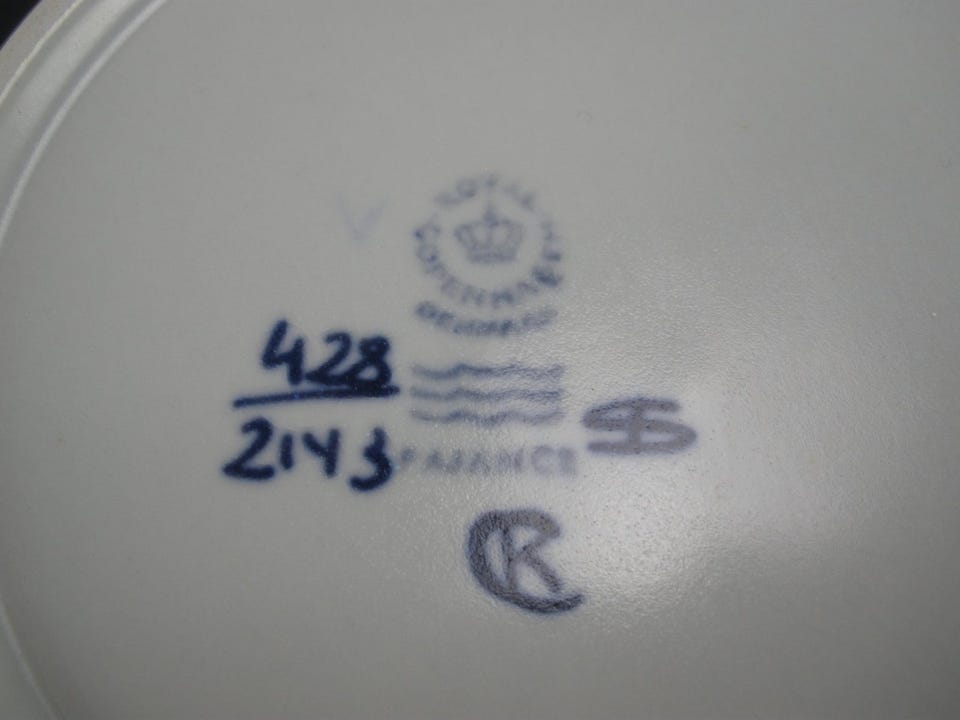 ROYAL
COPENHAGEN
DENMARK
428
2143
FAJANCE